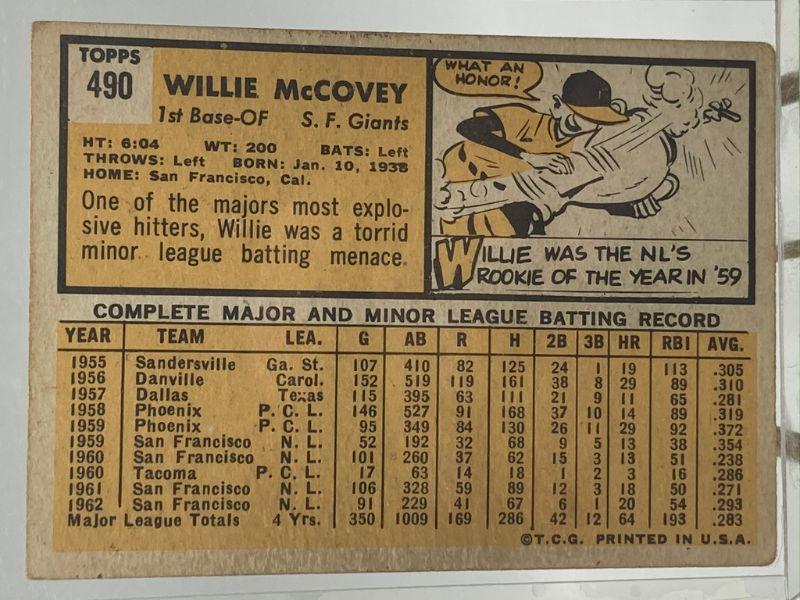 TOPPS
490
WILLIE McCOVEY
1st Base-OF S. F. Giants
HT: 6:04 WT: 200 BATS: Left
THROWS: Left BORN: Jan. 10, 1938
HOME: San Francisco, Cal.
One of the majors most explo-
sive hitters, Willie was a torrid
minor league batting menace.
WHAT AN
HONOR!
WILLIE WAS THE NL'S
ROOKIE OF THE YEAR IN '59
COMPLETE MAJOR AND MINOR LEAGUE BATTING RECORD
YEAR TEAM LEA. G AB R H 2B 3B HR RBI AVG.
1955 Sandersville Ga. St. 107 410 82 125 24 1 19 113 .305
1956 Danville Carol. 152 519 119 161 38 8 29 89 .310
1957 Dallas Texas 115 395 63 111 21 9 11 65 .281
1958 Phoenix P. C. L. 146 527 91 168 37 10 14 89 .319
1959 Phoenix P. C. L. 95 349 84 130 26 11 29 92 .372
1959 San Francisco N. L. 52 192 32 68 9 5 13 38 .354
1960 San Francisco N. L. 101 260 37 62 15 3 13 51 .238
1960 Tacoma P. C. L. 17 63 14 18 1 2 3 16 .286
1961 San Francisco N. L. 106 328 59 89 12 3 18 50 .271
1962 San Francisco N. L. 91 229 41 67 6 1 20 54 .293
Major League Totals 4 Yrs. 350 1009 169 286 42 12 64 193 .283
©T.C.G. PRINTED IN U.S.A.